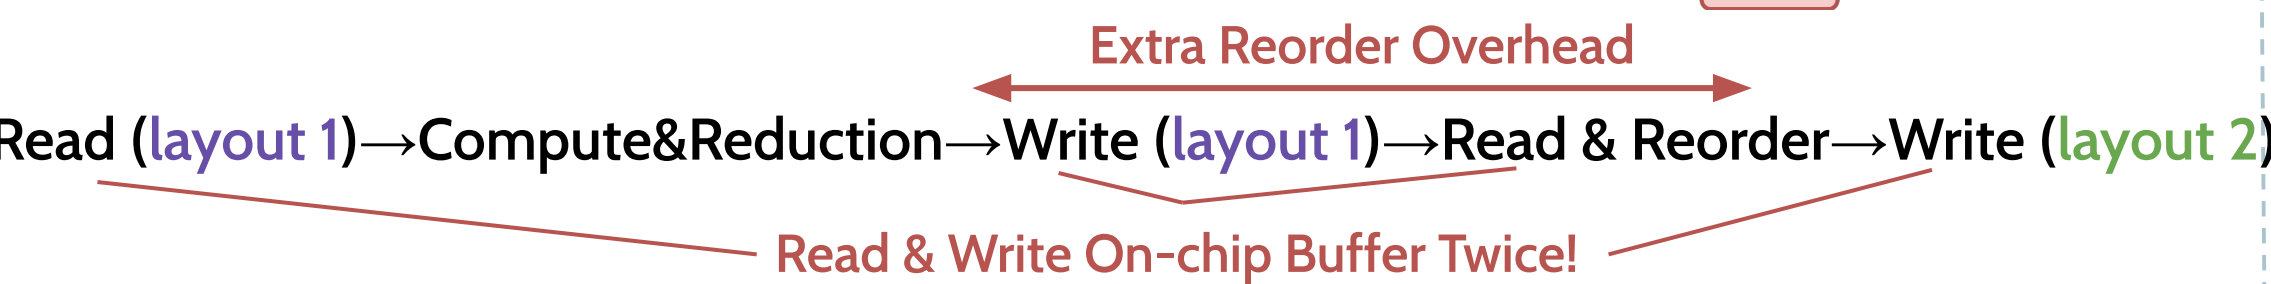 Extra Reorder Overhead
Read (layout 1)→Compute&Reduction→Write (layout 1)→Read & Reorder→Write (layout 2)
Read & Write On-chip Buffer Twice!